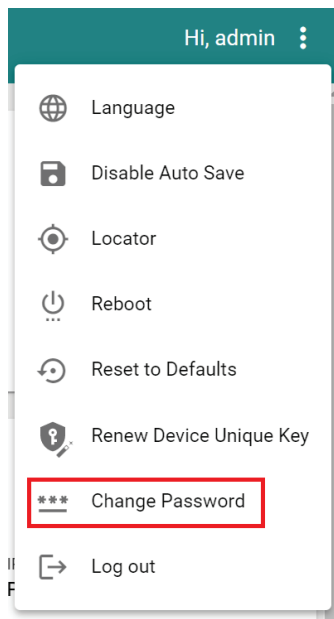 Hi, admin
Language
Disable Auto Save
Locator
Reboot
Reset to Defaults
Renew Device Unique Key
Change Password
Log out